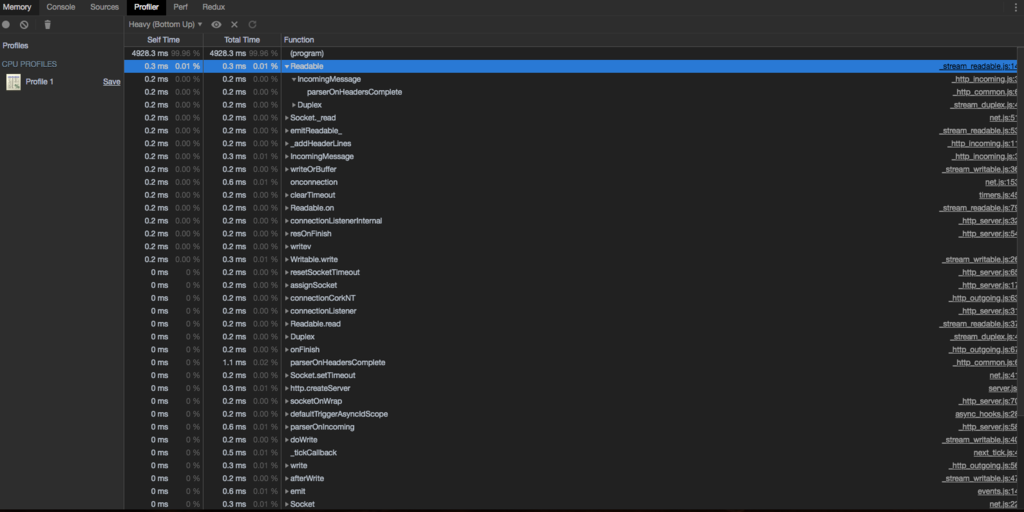 Memory Console Sources Profiler Perf Redux
Heavy (Bottom Up)
Profiles
CPU PROFILES
Profile 1 Save
Self Time Total Time Function
4928.3 ms 99.96 % 4928.3 ms 99.96 % (program)
0.3 ms 0.01 % 0.3 ms 0.01 % Readable _stream_readable.js:14
0.2 ms 0.00 % 0.2 ms 0.00 % IncomingMessage _http_incoming.js:3
0.2 ms 0.00 % 0.2 ms 0.00 % parserOnHeadersComplete _http_common.js:6
0.2 ms 0.00 % 0.2 ms 0.00 % Duplex _stream_duplex.js:4
0.2 ms 0.00 % 0.2 ms 0.00 % Socket._read net.js:51
0.2 ms 0.00 % 0.2 ms 0.00 % emitReadable_ _stream_readable.js:53
0.2 ms 0.00 % 0.2 ms 0.00 % _addHeaderLines _http_incoming.js:11
0.2 ms 0.00 % 0.3 ms 0.01 % IncomingMessage _http_incoming.js:3
0.2 ms 0.00 % 0.2 ms 0.00 % writeOrBuffer _stream_writable.js:36
0.2 ms 0.00 % 0.6 ms 0.01 % onconnection net.js:153
0.2 ms 0.00 % 0.2 ms 0.00 % clearTimeout timers.js:45
0.2 ms 0.00 % 0.2 ms 0.00 % Readable.on _stream_readable.js:79
0.2 ms 0.00 % 0.2 ms 0.00 % connectionListenerInternal _http_server.js:32
0.2 ms 0.00 % 0.2 ms 0.00 % resOnFinish _http_server.js:54
0.2 ms 0.00 % 0.2 ms 0.00 % writev
0.2 ms 0.00 % 0.3 ms 0.01 % Writable.write _stream_writable.js:26
0 ms 0 % 0.2 ms 0.00 % resetSocketTimeout _http_server.js:65
0 ms 0 % 0.2 ms 0.00 % assignSocket _http_server.js:17
0 ms 0 % 0.2 ms 0.00 % connectionCorkNT _http_outgoing.js:63
0 ms 0 % 0.2 ms 0.00 % connectionListener _http_server.js:31
0 ms 0 % 0.2 ms 0.00 % Readable.read _stream_readable.js:37
0 ms 0 % 0.2 ms 0.00 % Duplex _stream_duplex.js:4
0 ms 0 % 0.2 ms 0.00 % onFinish _http_outgoing.js:67
0 ms 0 % 1.1 ms 0.02 % parserOnHeadersComplete _http_common.js:6
0 ms 0 % 0.2 ms 0.00 % Socket.setTimeout net.js:41
0 ms 0 % 0.3 ms 0.01 % http.createServer server.js
0 ms 0 % 0.2 ms 0.00 % socketOnWrap _http_server.js:70
0 ms 0 % 0.2 ms 0.00 % defaultTriggerAsyncIdScope async_hooks.js:28
0 ms 0 % 0.6 ms 0.01 % parserOnIncoming _http_server.js:58
0 ms 0 % 0.2 ms 0.00 % doWrite _stream_writable.js:40
0 ms 0 % 0.5 ms 0.01 % _tickCallback next_tick.js:4
0 ms 0 % 0.3 ms 0.01 % write _http_outgoing.js:56
0 ms 0 % 0.2 ms 0.00 % afterWrite _stream_writable.js:47
0 ms 0 % 0.6 ms 0.01 % emit events.js:14
0 ms 0 % 0.3 ms 0.01 % Socket net.js:22